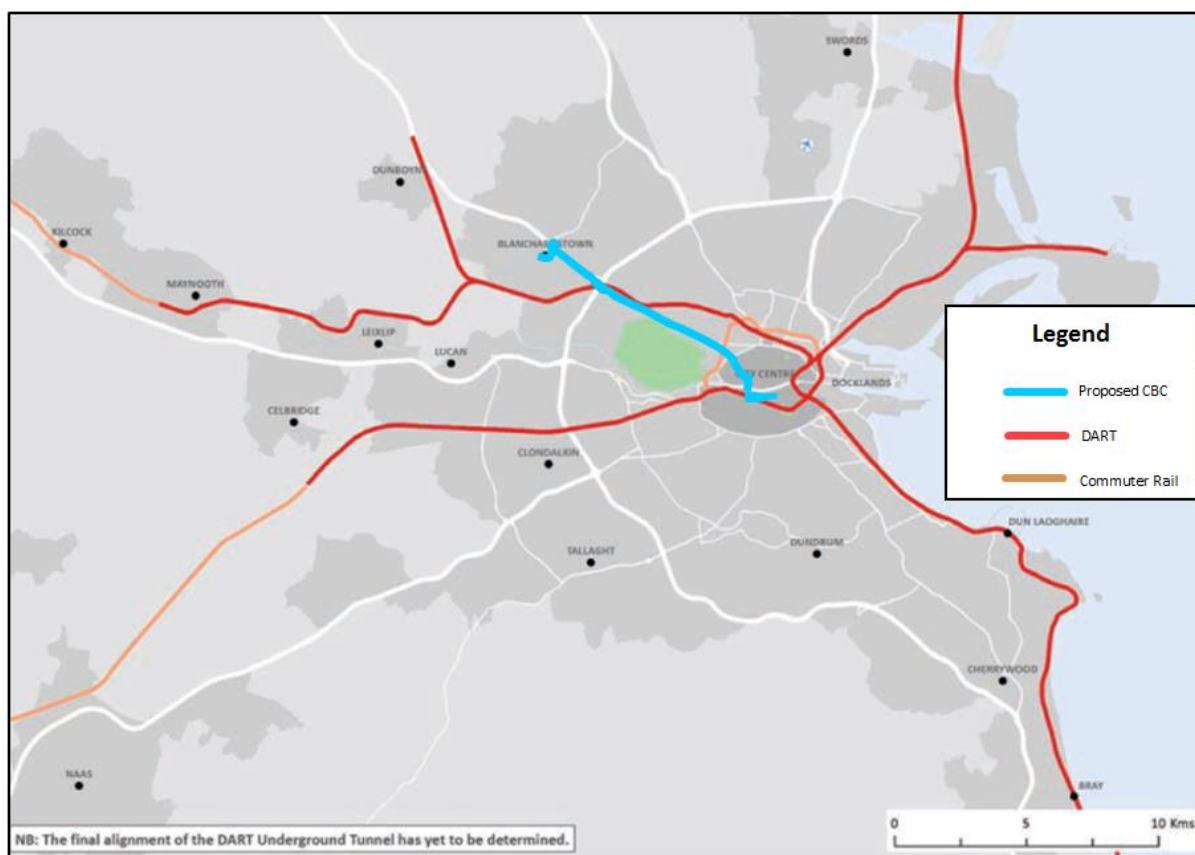 SWORDS
DUNBOYNE
KILCOCK
BLANCHARDSTOWN
MAYNOOTH
LEIXLIP
LUCAN
CITY CENTRE
DOCKLANDS
CELBRIDGE
CLONDALKIN
TALLAGHT
DUNDRUM
DUN LAOGHAIRE
CHERRYWOOD
NAAS
BRAY
Legend
Proposed CBC
DART
Commuter Rail
0 5 10 Kms
NB: The final alignment of the DART Underground Tunnel has yet to be determined.